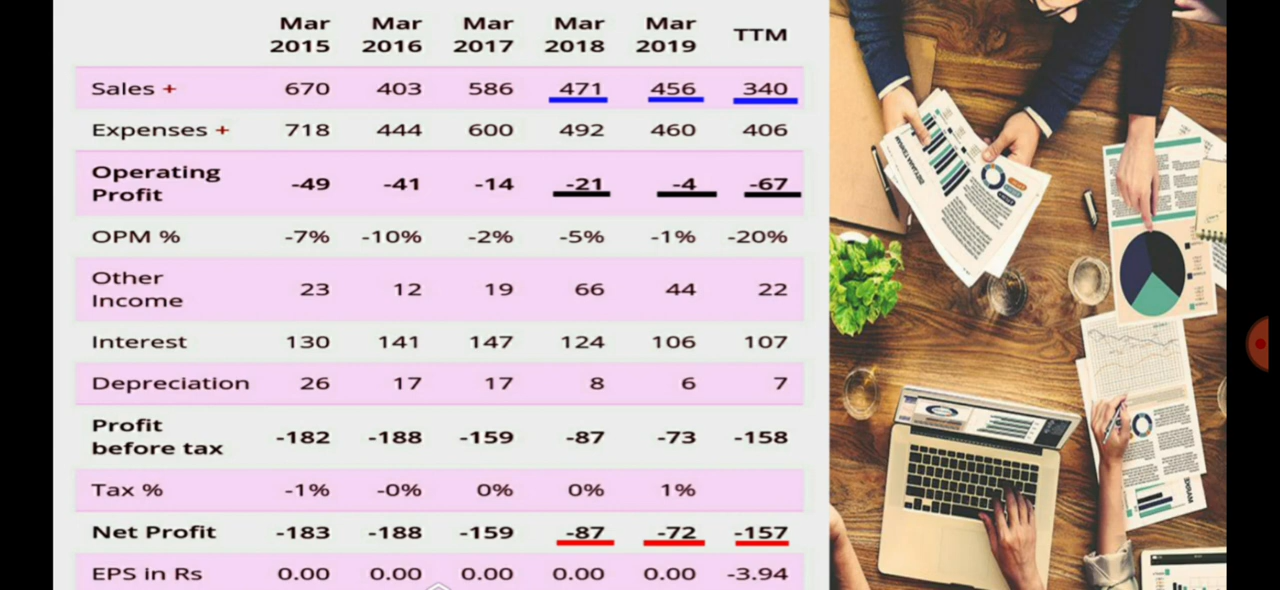 Mar 2015 Mar 2016 Mar 2017 Mar 2018 Mar 2019 TTM
Sales + 670 403 586 471 456 340
Expenses + 718 444 600 492 460 406
Operating Profit -49 -41 -14 -21 -4 -67
OPM % -7% -10% -2% -5% -1% -20%
Other Income 23 12 19 66 44 22
Interest 130 141 147 124 106 107
Depreciation 26 17 17 8 6 7
Profit before tax -182 -188 -159 -87 -73 -158
Tax % -1% -0% 0% 0% 1%
Net Profit -183 -188 -159 -87 -72 -157
EPS in Rs 0.00 0.00 0.00 0.00 0.00 -3.94